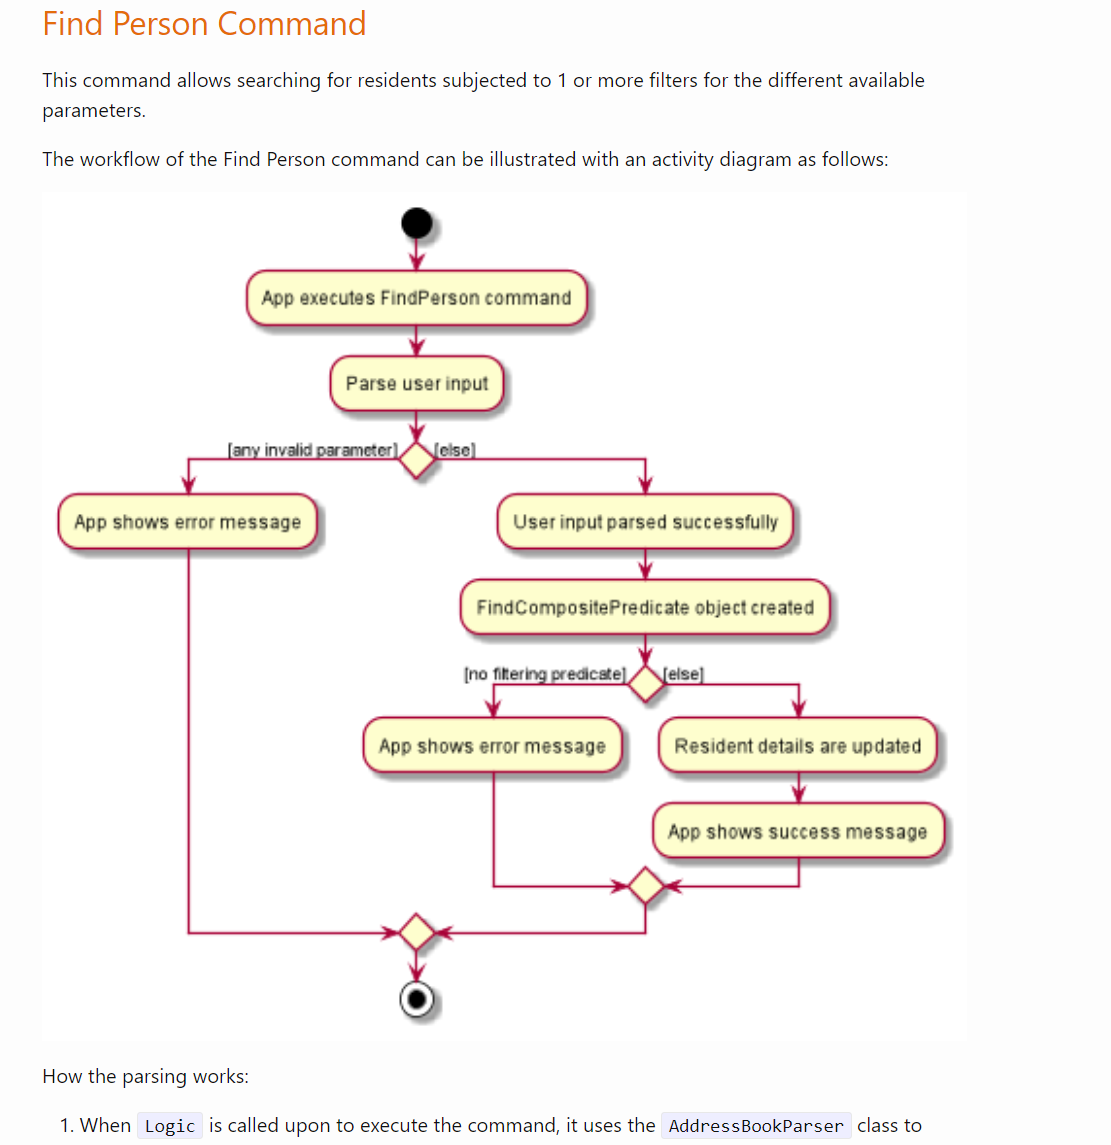 Find Person Command
This command allows searching for residents subjected to 1 or more filters for the different available
parameters.
The workflow of the Find Person command can be illustrated with an activity diagram as follows:
App executes FindPerson command
Parse user input
[any invalid parameter]
[else]
App shows error message
User input parsed successfully
FindCompositePredicate object created
[no filtering predicate]
[else]
App shows error message
Resident details are updated
App shows success message
How the parsing works:
1. When Logic is called upon to execute the command, it uses the AddressBookParser class to